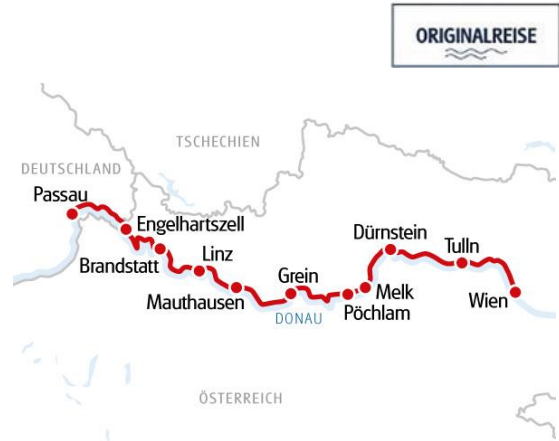 ORIGINALREISE
TSCHECHIEN
DEUTSCHLAND
Passau
Engelhartszell
Dürnstein
Linz
Tulln
Brandstatt
Grein
Melk
Mauthausen
Wien
Pöchlam
DONAU
ÖSTERREICH